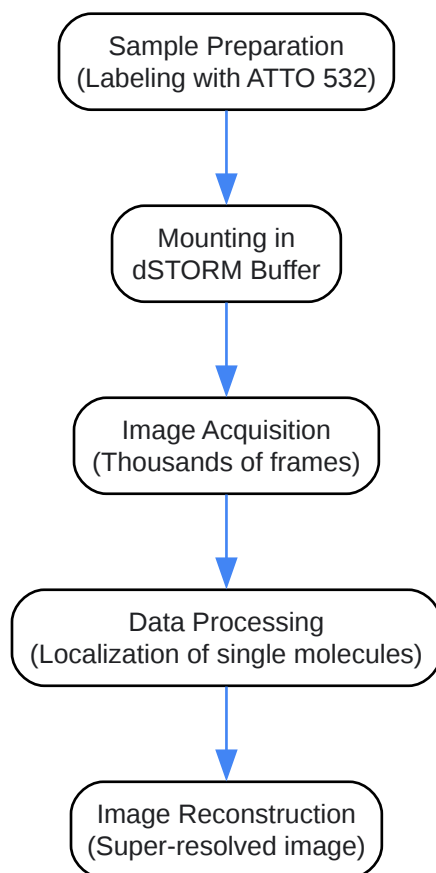 Sample Preparation
(Labeling with ATTO 532)
Mounting in
dSTORM Buffer
Image Acquisition
(Thousands of frames)
Data Processing
(Localization of single molecules)
Image Reconstruction
(Super-resolved image)